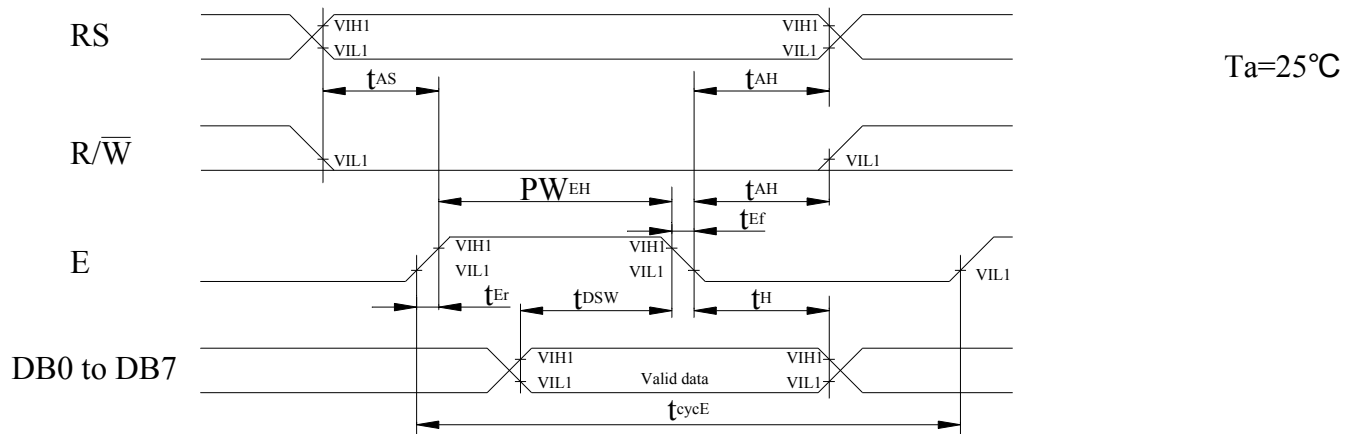 RS
VIH1
VIL1
VIH1
VIL1
Ta=25℃
tAS
tAH
R/W̅
VIL1
VIL1
PWEH
tAH
tEf
E
VIH1
VIL1
VIH1
VIL1
VIL1
tEr
tDSW
tH
DB0 to DB7
VIH1
VIL1
Valid data
VIH1
VIL1
tcycE